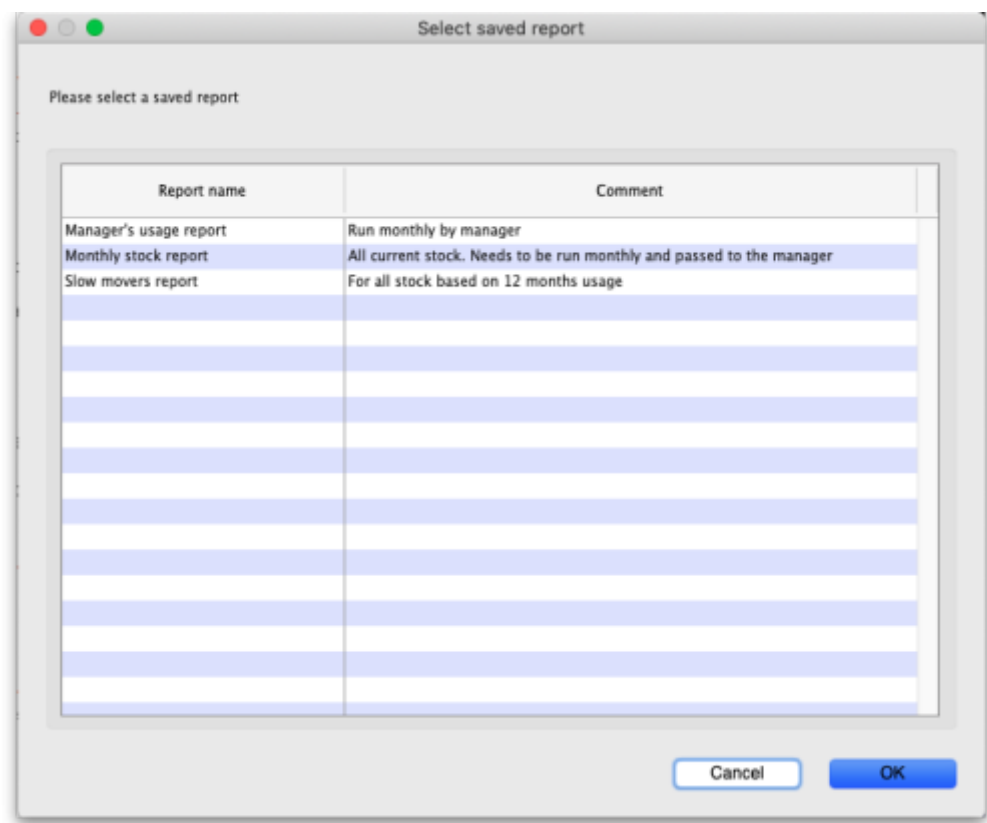 Select saved report
Please select a saved report
Report name Comment
Manager's usage report Run monthly by manager
Monthly stock report All current stock. Needs to be run monthly and passed to the manager
Slow movers report For all stock based on 12 months usage
Cancel OK